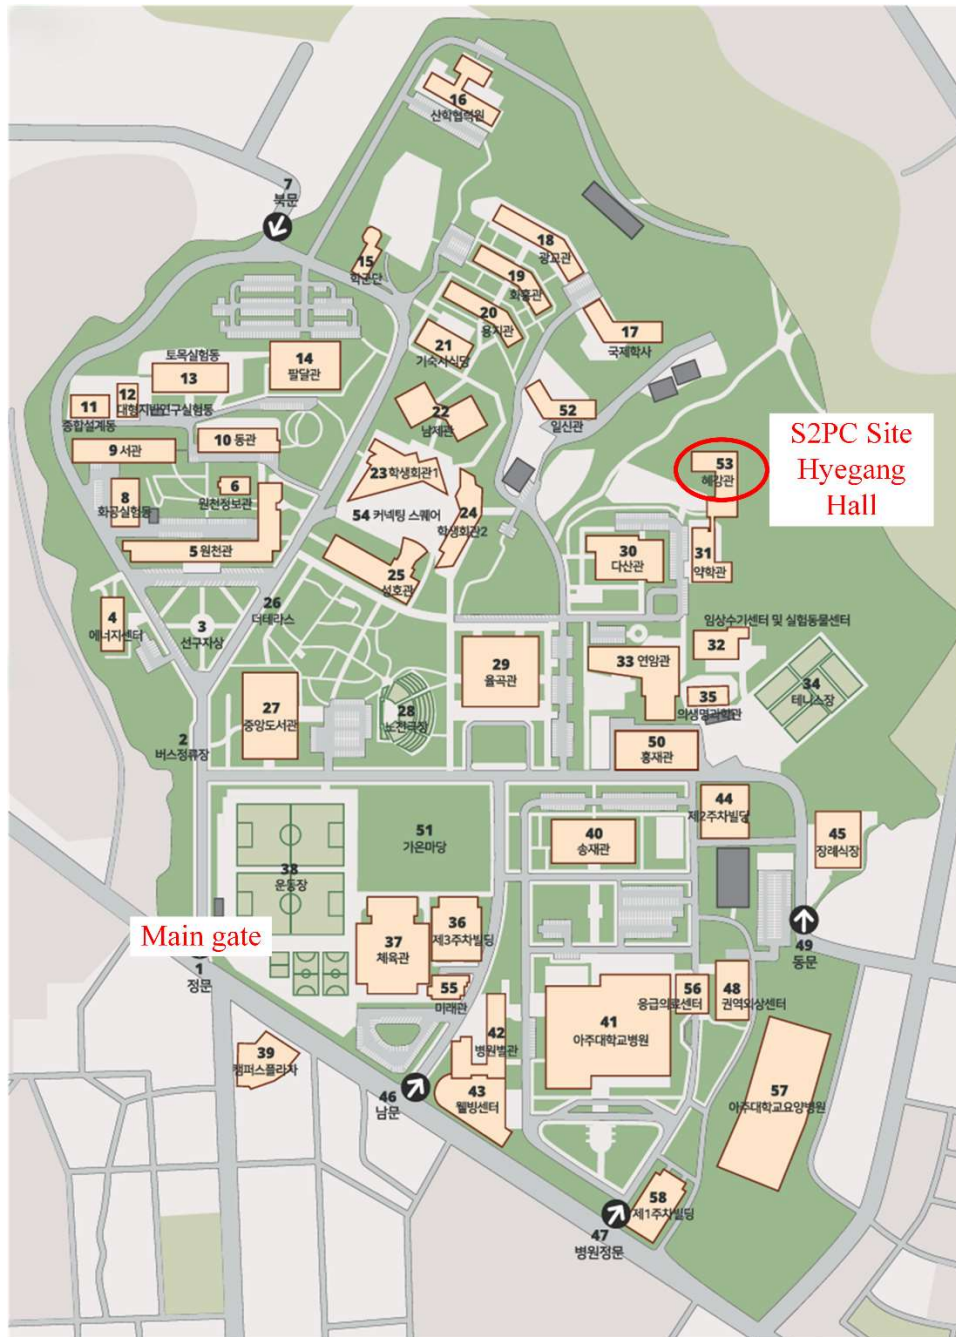 16
산학협력원
7
북문
18
광교관
15
학군단
19
화홍관
20
용지관
17
국제학사
21
기숙사식당
14
팔달관
토목실험동
13
12
대형지반연구실험동
11
종합설계동
22
남제관
52
일신관
S2PC Site
Hyegang
Hall
53
혜강관
9 서관
10 동관
23 학생회관1
8
화공실험동
6
원천정보관
54 커넥팅 스퀘어
24
학생회관2
5 원천관
30
다산관
31
약학관
25
성호관
26
더테라스
4
에너지센터
3
선구자상
임상수기센터 및 실험동물센터
32
29
율곡관
33 연암관
34
테니스장
35
의생명과학관
27
중앙도서관
28
노천극장
2
버스정류장
50
홍재관
44
제2주차빌딩
45
장례식장
51
가온마당
40
송재관
38
운동장
Main gate
1
정문
37
체육관
36
제3주차빌딩
49
동문
55
미래관
56
응급의료센터
48
권역외상센터
42
병원별관
41
아주대학교병원
39
캠퍼스플라자
46
남문
43
웰빙센터
57
아주대학교요양병원
58
제1주차빌딩
47
병원정문